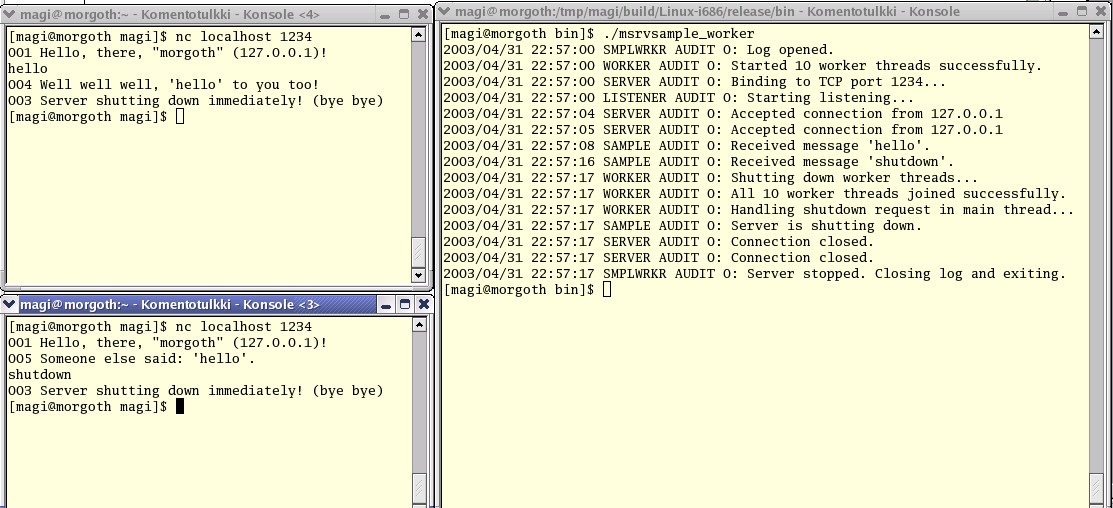 magi@morgoth:~ - Komentotulkki - Konsole <4>
[magi@morgoth magi]$ nc localhost 1234
001 Hello, there, "morgoth" (127.0.0.1)!
hello
004 Well well well, 'hello' to you too!
003 Server shutting down immediately! (bye bye)
[magi@morgoth magi]$
magi@morgoth:~ - Komentotulkki - Konsole <3>
[magi@morgoth magi]$ nc localhost 1234
001 Hello, there, "morgoth" (127.0.0.1)!
005 Someone else said: 'hello'.
shutdown
003 Server shutting down immediately! (bye bye)
[magi@morgoth magi]$
magi@morgoth:/tmp/magi/build/Linux-i686/release/bin - Komentotulkki - Konsole
[magi@morgoth bin]$ ./msrvsample_worker
2003/04/31 22:57:00 SMPLWRKR AUDIT 0: Log opened.
2003/04/31 22:57:00 WORKER AUDIT 0: Started 10 worker threads successfully.
2003/04/31 22:57:00 SERVER AUDIT 0: Binding to TCP port 1234...
2003/04/31 22:57:00 LISTENER AUDIT 0: Starting listening...
2003/04/31 22:57:04 SERVER AUDIT 0: Accepted connection from 127.0.0.1
2003/04/31 22:57:05 SERVER AUDIT 0: Accepted connection from 127.0.0.1
2003/04/31 22:57:08 SAMPLE AUDIT 0: Received message 'hello'.
2003/04/31 22:57:16 SAMPLE AUDIT 0: Received message 'shutdown'.
2003/04/31 22:57:17 WORKER AUDIT 0: Shutting down worker threads...
2003/04/31 22:57:17 WORKER AUDIT 0: All 10 worker threads joined successfully.
2003/04/31 22:57:17 WORKER AUDIT 0: Handling shutdown request in main thread...
2003/04/31 22:57:17 SAMPLE AUDIT 0: Server is shutting down.
2003/04/31 22:57:17 SERVER AUDIT 0: Connection closed.
2003/04/31 22:57:17 SERVER AUDIT 0: Connection closed.
2003/04/31 22:57:17 SMPLWRKR AUDIT 0: Server stopped. Closing log and exiting.
[magi@morgoth bin]$